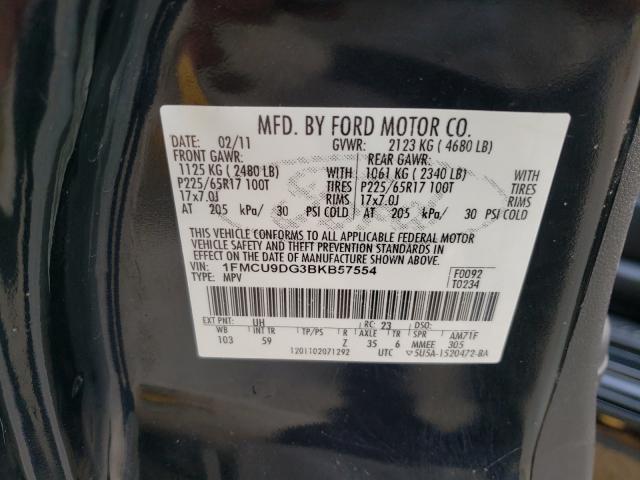 MFD. BY FORD MOTOR CO.
DATE: 02/11 GVWR: 2123 KG ( 4680 LB)
FRONT GAWR: REAR GAWR:
1125 KG ( 2480 LB) WITH 1061 KG ( 2340 LB) WITH
P225/65R17 100T TIRES P225/65R17 100T TIRES
17x7.0J RIMS 17x7.0J RIMS
AT 205 kPa/ 30 PSI COLD AT 205 kPa/ 30 PSI COLD
THIS VEHICLE CONFORMS TO ALL APPLICABLE FEDERAL MOTOR
VEHICLE SAFETY AND THEFT PREVENTION STANDARDS IN
EFFECT ON THE DATE OF MANUFACTURE SHOWN ABOVE.
VIN: 1FMCU9DG3BKB57554 F0092
TYPE: MPV T0234
EXT PNT: UH RC: 23 DSO:
WB INT TR TP/PS R AXLE TR SPR AM71F
103 59 Z 35 6 MMEE 305
1201102071292 UTC 5U5A-1520472-BA